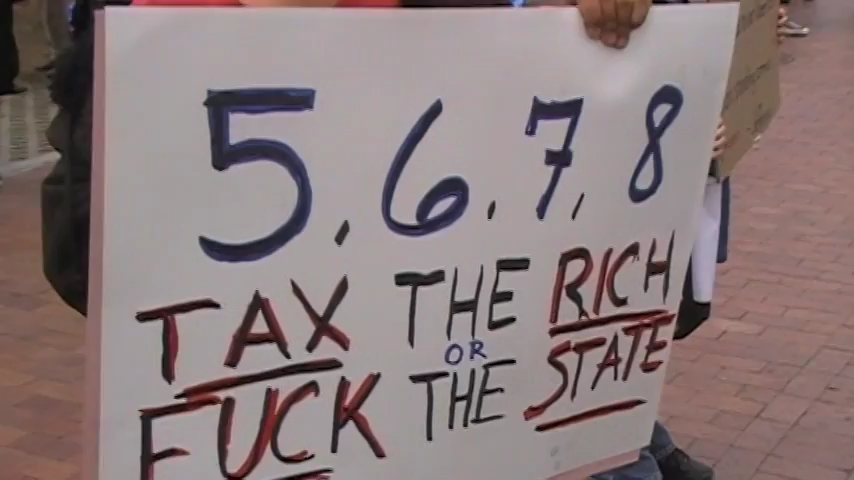 5, 6, 7, 8
TAX THE RICH
OR
FUCK THE STATE